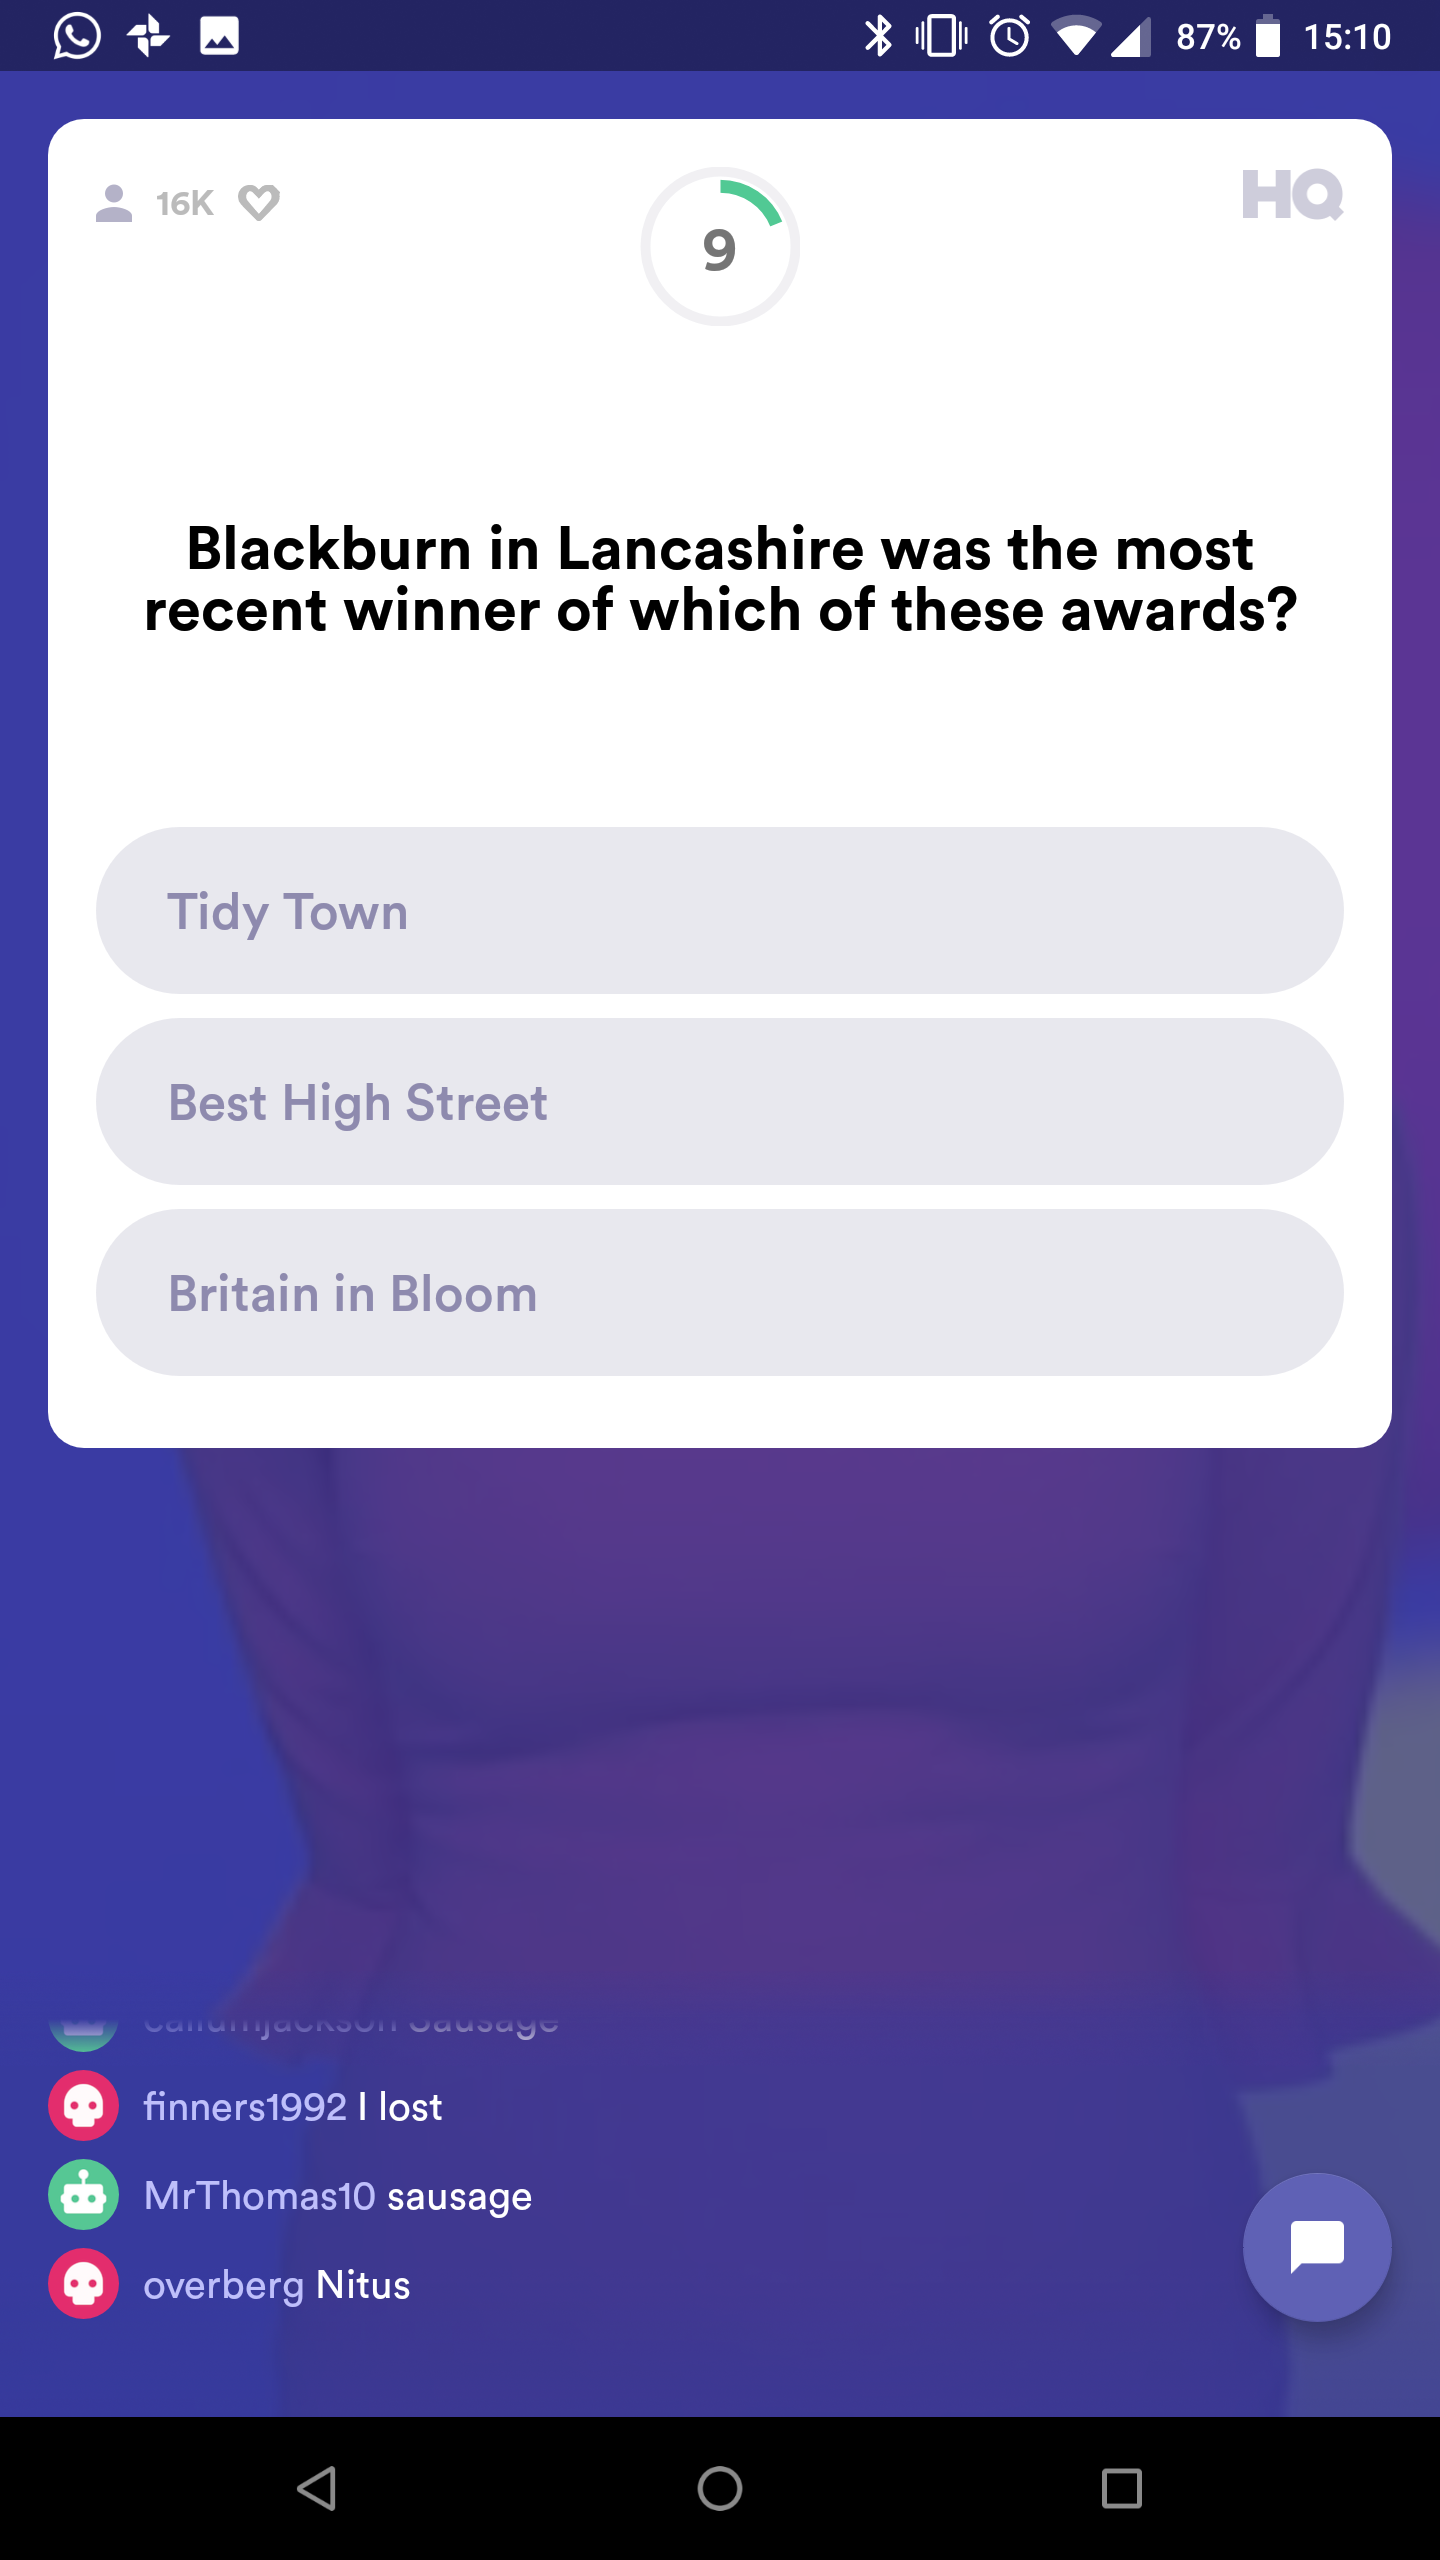 87% 15:10
16K
9
HQ
Blackburn in Lancashire was the most
recent winner of which of these awards?
Tidy Town
Best High Street
Britain in Bloom
callumjackson Sausage
finners1992 I lost
MrThomas10 sausage
overberg Nitus